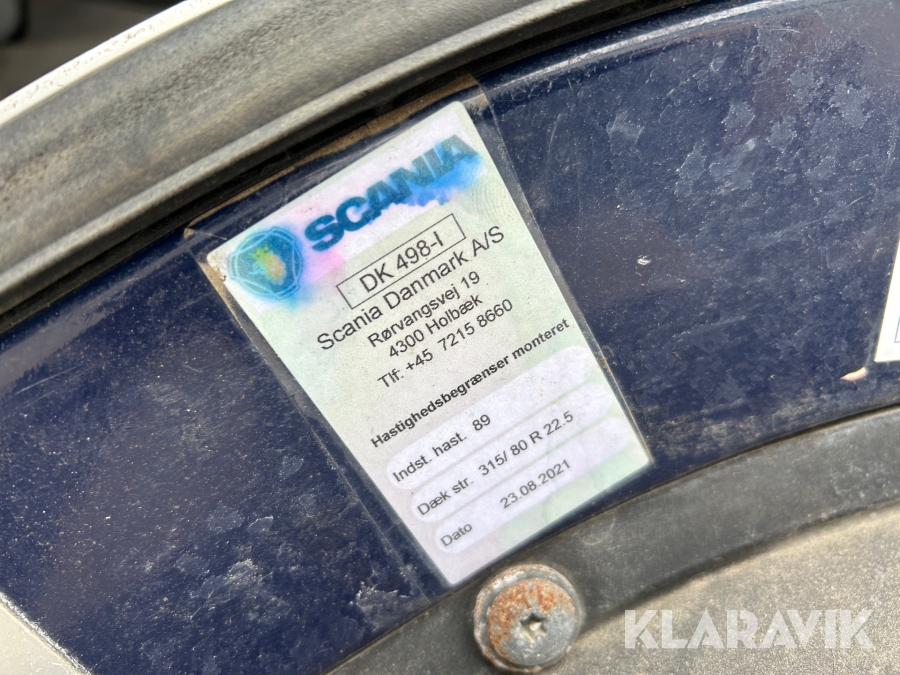 SCANIA
DK 498-I
Scania Danmark A/S
Rørvangsvej 19
4300 Holbæk
Tlf: +45 7215 8660
Hastighedsbegrænser monteret
Indst. hast. 89
Dæk str. 315/ 80 R 22.5
Dato 23.08.2021
KLARAVIK